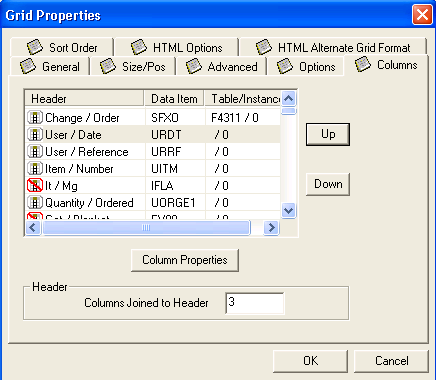 Grid Properties
Sort Order HTML Options HTML Alternate Grid Format
General Size/Pos Advanced Options Columns
Header Data Item Table/Instance
Change / Order SFXO F4311 / 0
User / Date URDT / 0
User / Reference URRF / 0
Item / Number UITM / 0
It / Mg IFLA / 0
Quantity / Ordered UORGE1 / 0
Up
Down
Column Properties
Header
Columns Joined to Header 3
OK Cancel